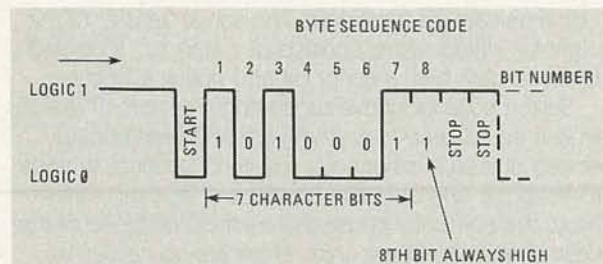 BYTE SEQUENCE CODE
1 2 3 4 5 6 7 8
BIT NUMBER
LOGIC 1
START
1 0 1 0 0 0 1 1
STOP
STOP
LOGIC 0
7 CHARACTER BITS
8TH BIT ALWAYS HIGH